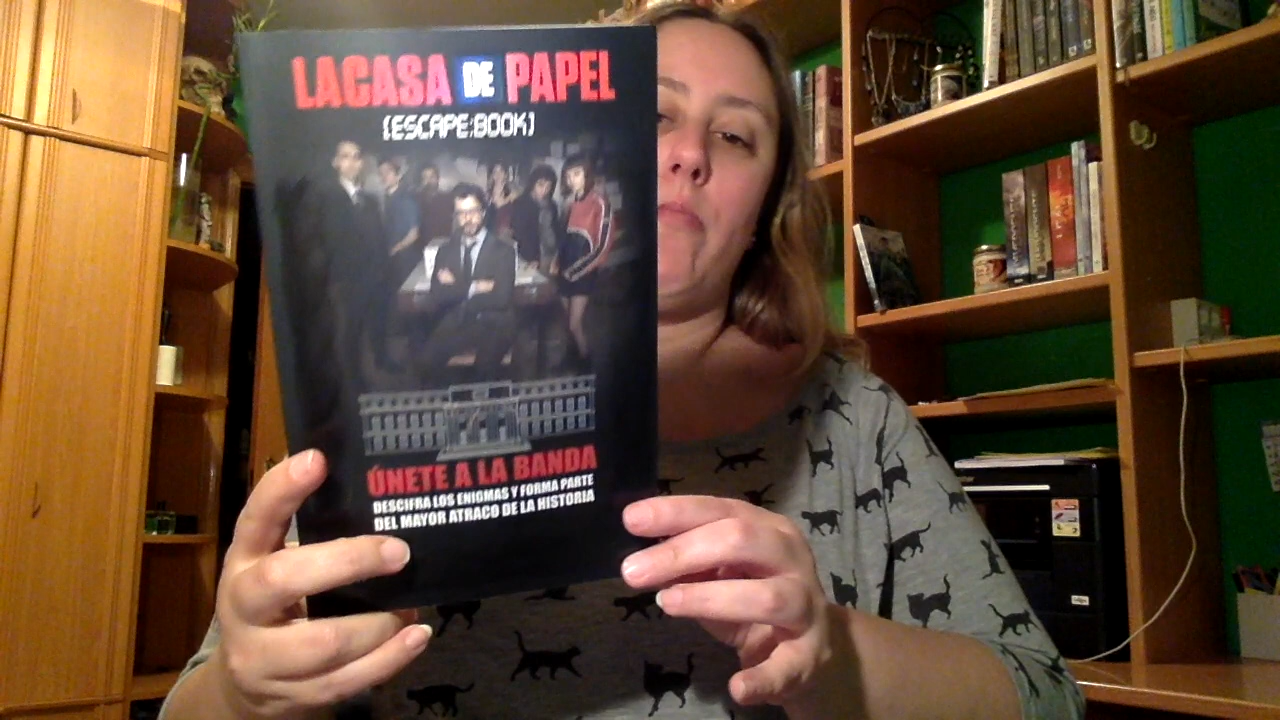 LA CASA DE PAPEL
[ESCAPE:BOOK]
ÚNETE A LA BANDA
DESCIFRA LOS ENIGMAS Y FORMA PARTE
DEL MAYOR ATRACO DE LA HISTORIA